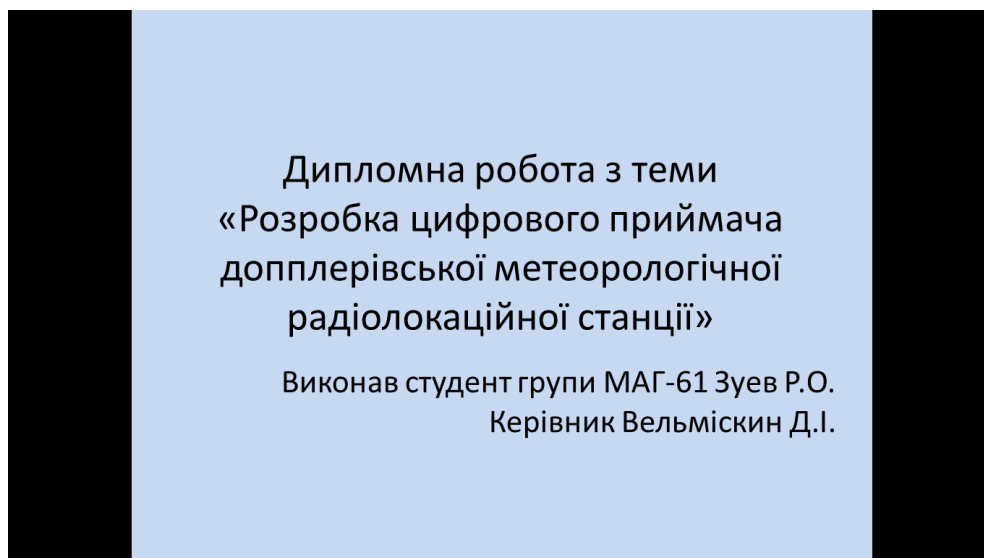 Дипломна робота з теми
«Розробка цифрового приймача
допплерівської метеорологічної
радіолокаційної станції»
Виконав студент групи МАГ-61 Зуев Р.О.
Керівник Вельміскин Д.І.